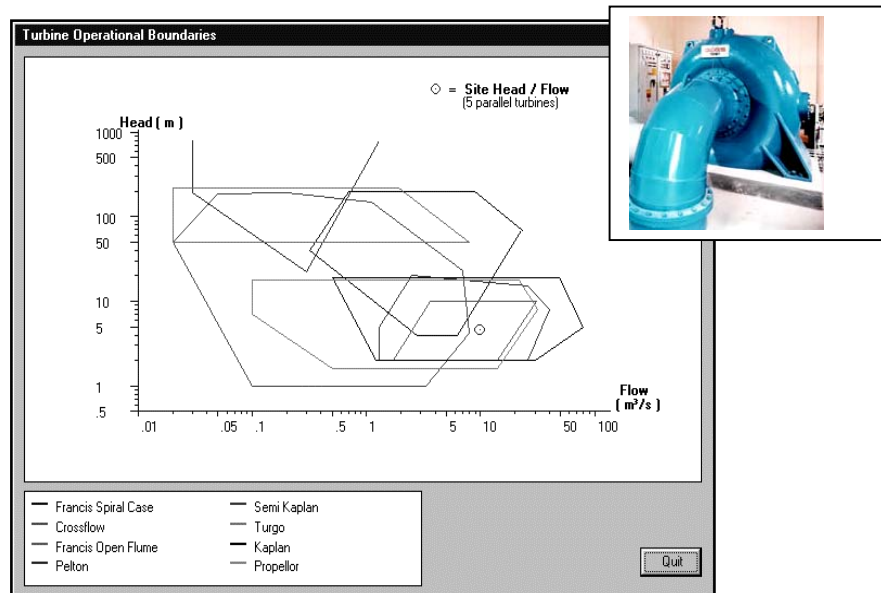 Turbine Operational Boundaries
⊙ = Site Head / Flow
(5 parallel turbines)
Head ( m )
1000
500
100
50
10
5
1
.5
.01 .05 .1 .5 1 5 10 50 100
Flow
( m³/s )
Francis Spiral Case
Crossflow
Francis Open Flume
Pelton
Semi Kaplan
Turgo
Kaplan
Propellor
Quit